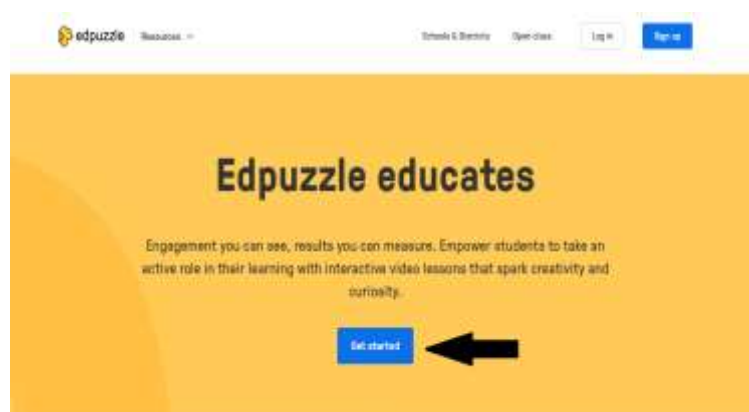 edpuzzle
Resources
Schools & Districts
Open class
Log in
Sign up
Edpuzzle educates
Engagement you can see, results you can measure. Empower students to take an
active role in their learning with interactive video lessons that spark creativity and
curiosity.
Get started